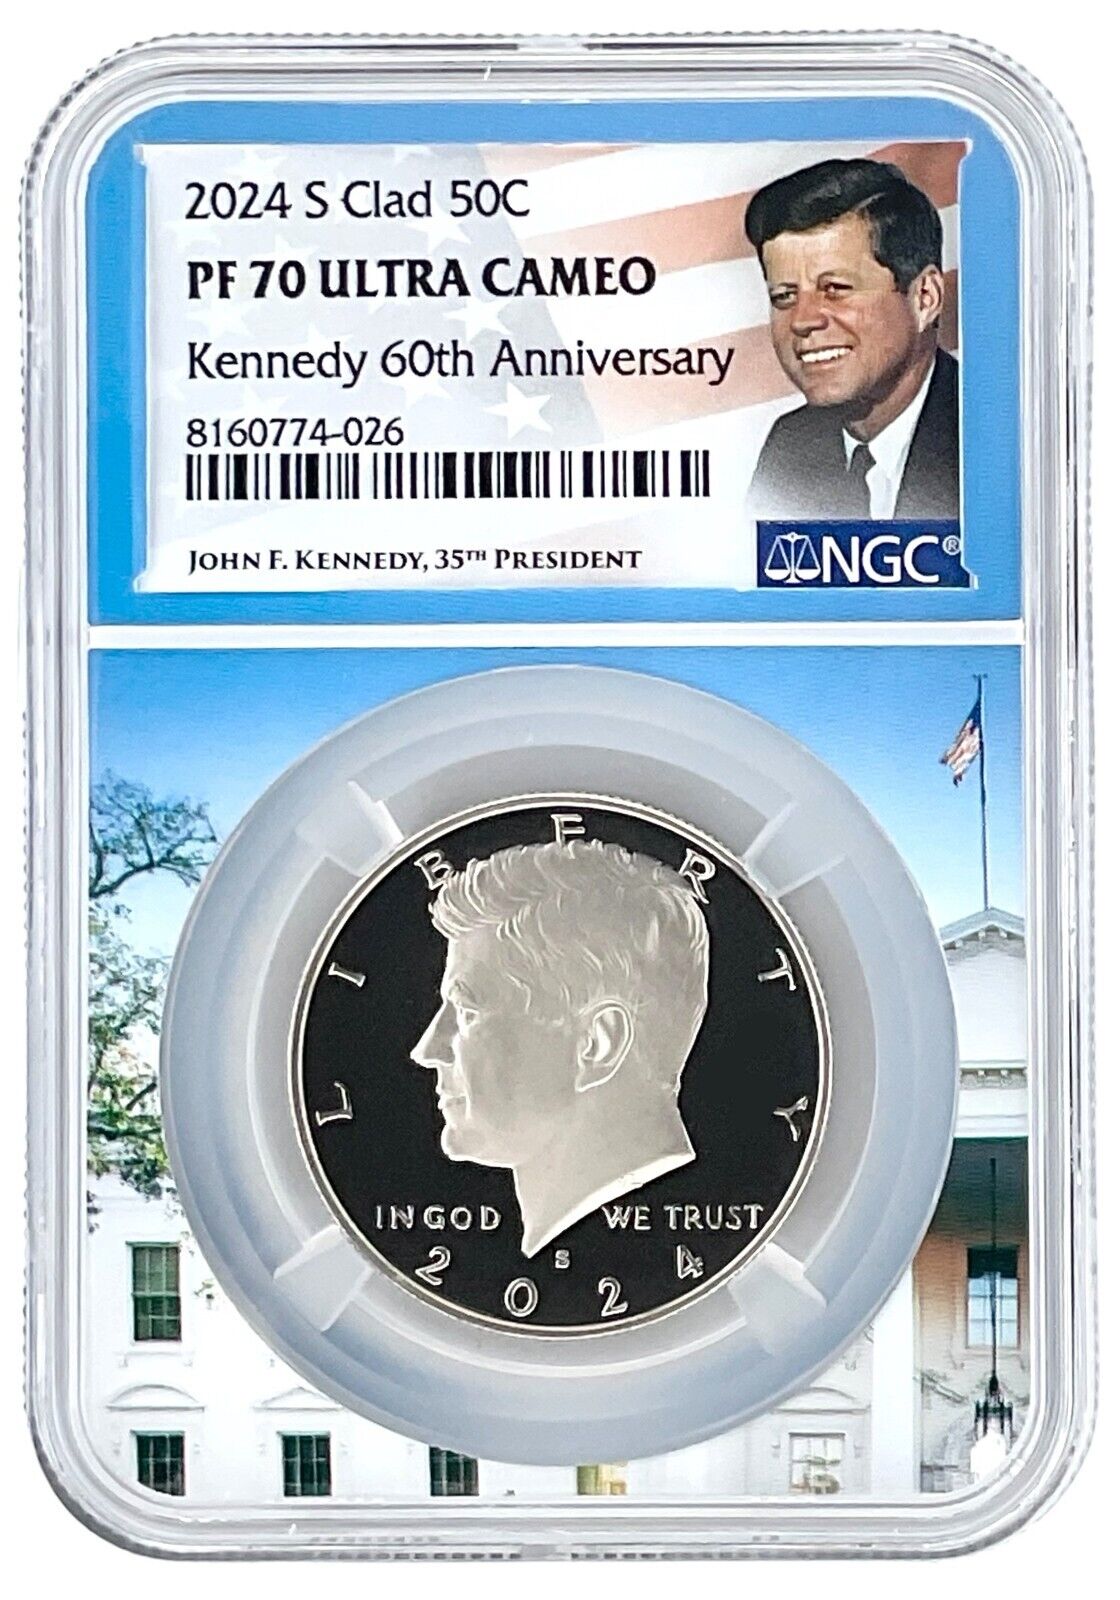 2024 S Clad 50C
PF 70 ULTRA CAMEO
Kennedy 60th Anniversary
8160774-026
JOHN F. KENNEDY, 35TH PRESIDENT
NGC®
LIBERTY
IN GOD WE TRUST
S
2024